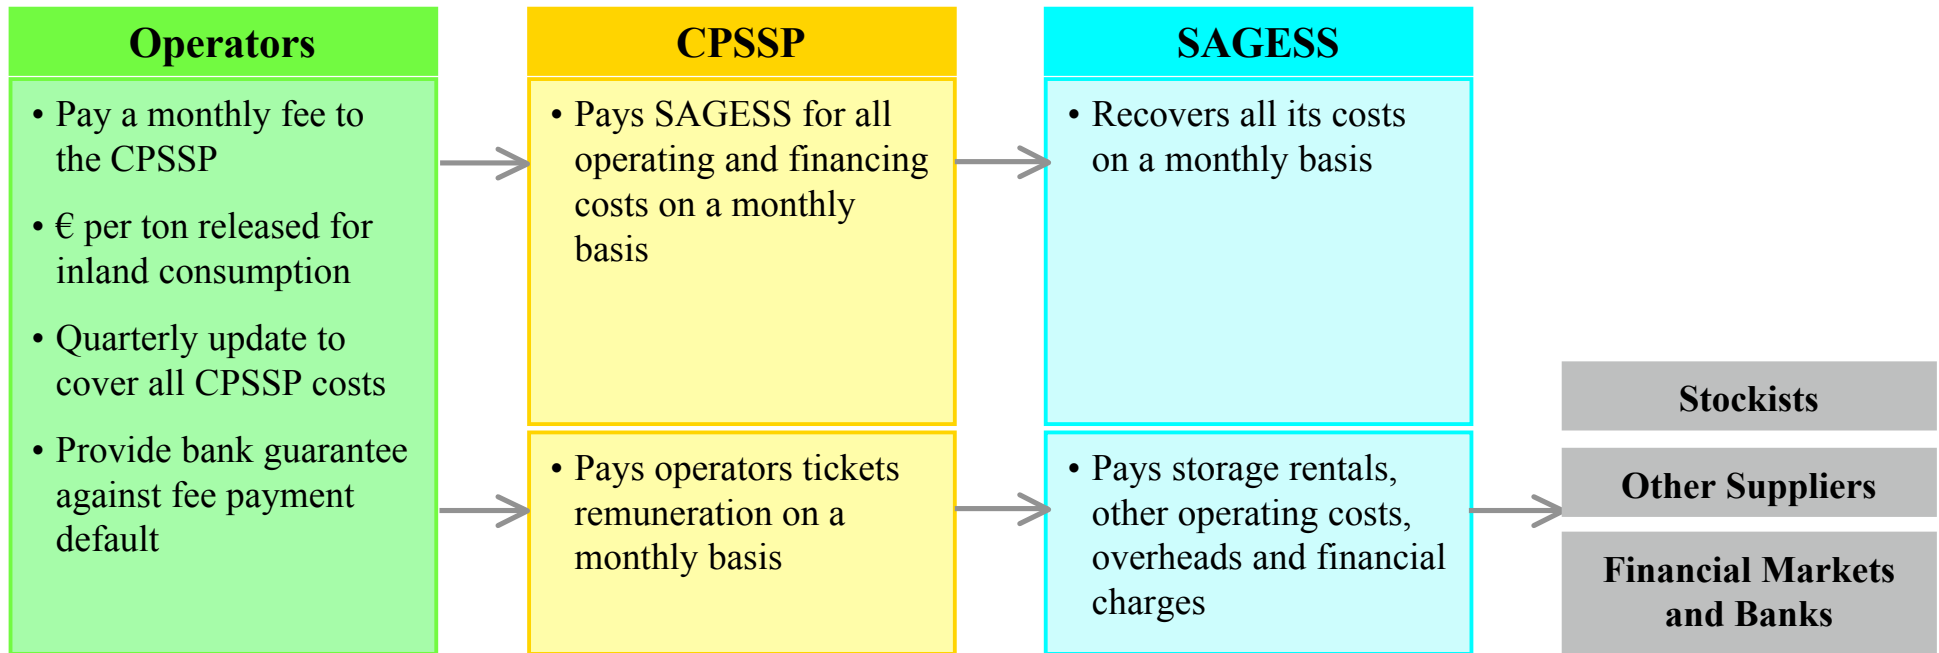 Operators
• Pay a monthly fee to
the CPSSP
• € per ton released for
inland consumption
• Quarterly update to
cover all CPSSP costs
• Provide bank guarantee
against fee payment
default
CPSSP
• Pays SAGESS for all
operating and financing
costs on a monthly
basis
• Pays operators tickets
remuneration on a
monthly basis
SAGESS
• Recovers all its costs
on a monthly basis
• Pays storage rentals,
other operating costs,
overheads and financial
charges
Stockists
Other Suppliers
Financial Markets
and Banks